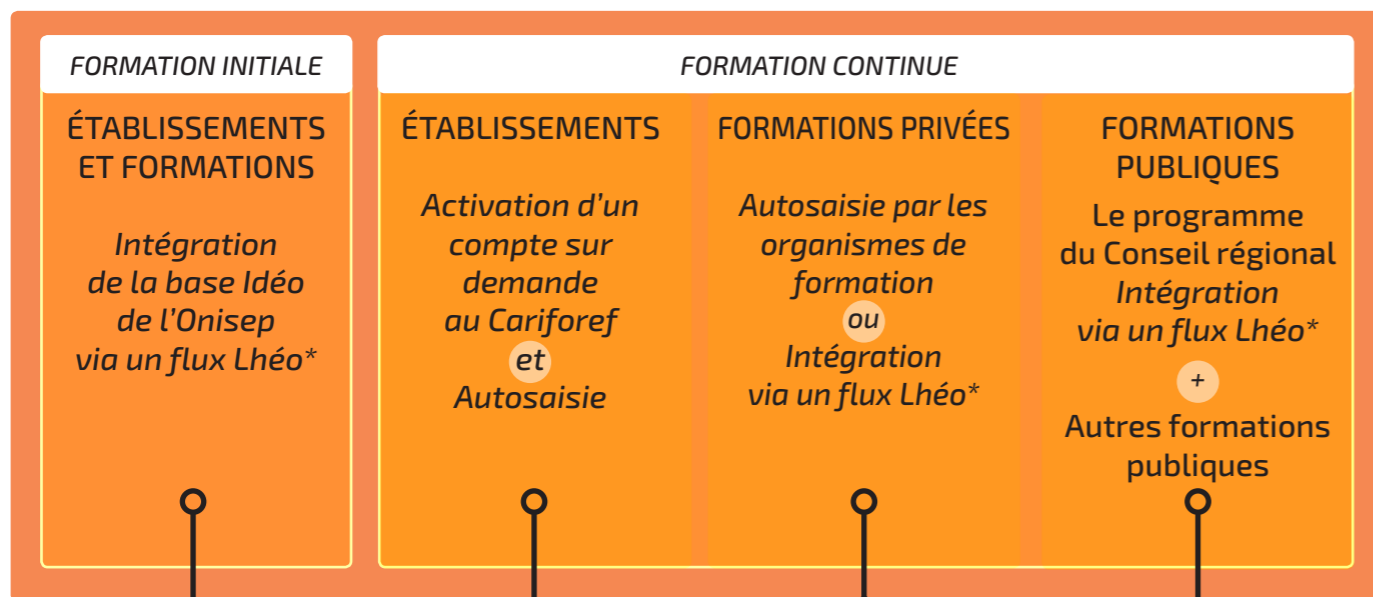 FORMATION INITIALE
ÉTABLISSEMENTS
ET FORMATIONS
Intégration
de la base Idéo
de l’Onisep
via un flux Lhéo*
FORMATION CONTINUE
ÉTABLISSEMENTS
Activation d’un
compte sur
demande
au Cariforef
et
Autosaisie
FORMATIONS PRIVÉES
Autosaisie par les
organismes de
formation
ou
Intégration
via un flux Lhéo*
FORMATIONS
PUBLIQUES
Le programme
du Conseil régional
Intégration
via un flux Lhéo*
+
Autres formations
publiques